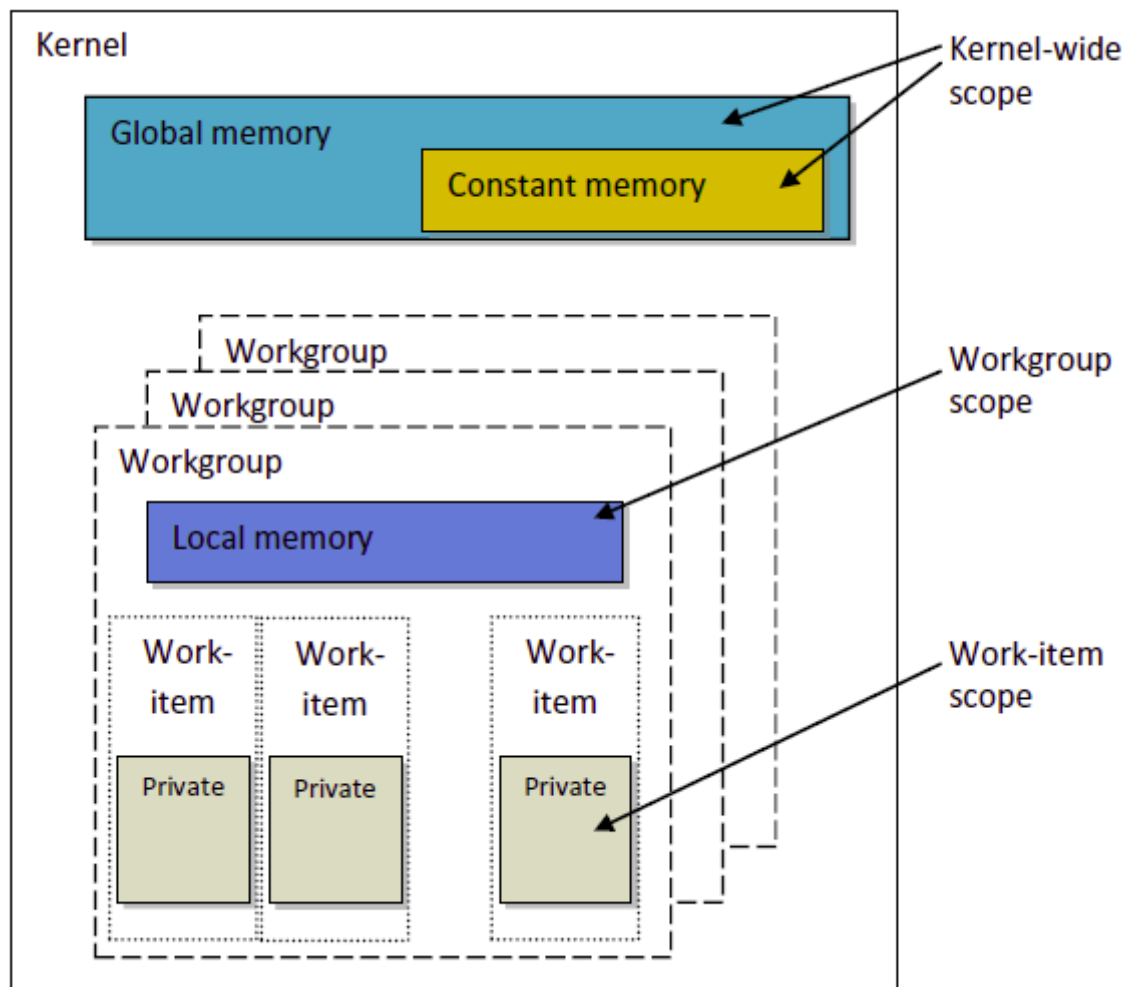 Kernel
Kernel-wide
scope
Global memory
Constant memory
Workgroup
Workgroup
scope
Workgroup
Workgroup
Local memory
Work-
item
Work-
item
Work-
item
Work-item
scope
Private
Private
Private